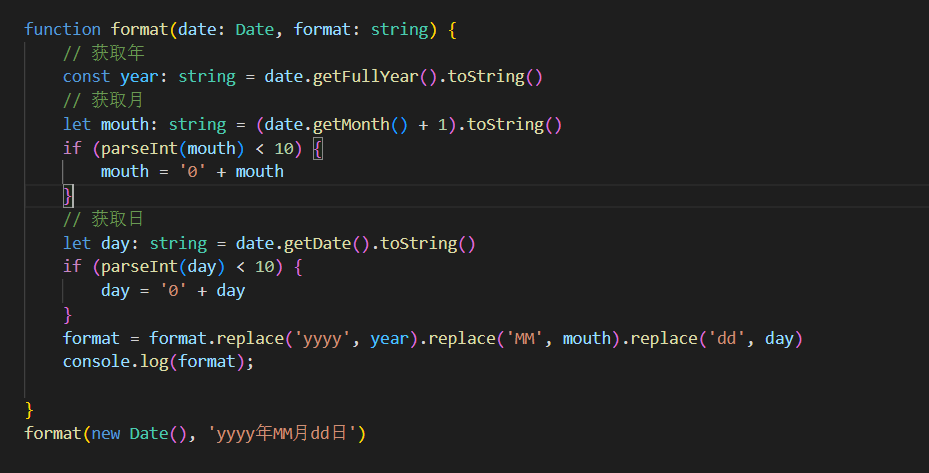 function format(date: Date, format: string) {
    // 获取年
    const year: string = date.getFullYear().toString()
    // 获取月
    let mouth: string = (date.getMonth() + 1).toString()
    if (parseInt(mouth) < 10) {
        mouth = '0' + mouth
    }
    // 获取日
    let day: string = date.getDate().toString()
    if (parseInt(day) < 10) {
        day = '0' + day
    }
    format = format.replace('yyyy', year).replace('MM', mouth).replace('dd', day)
    console.log(format);
}
format(new Date(), 'yyyy年MM月dd日')